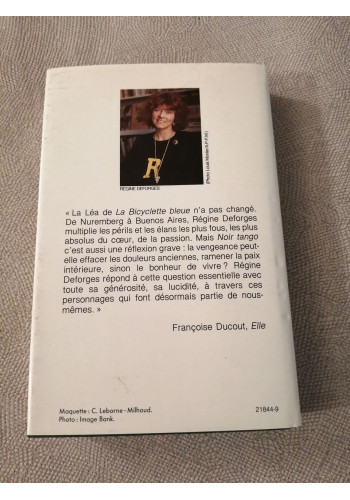 R
(Photo Louis Monier/
RÉGINE DEFORGES
« La Léa de La Bicyclette bleue n'a pas changé.
De Nuremberg à Buenos Aires, Régine Deforges
multiplie les périls et les élans les plus fous, les plus
absolus du cœur, de la passion. Mais Noir tango
c'est aussi une réflexion grave : la vengeance peut-
elle effacer les douleurs anciennes, ramener la paix
intérieure, sinon le bonheur de vivre ? Régine
Deforges répond à cette question essentielle avec
toute sa générosité, sa lucidité, à travers ces
personnages qui font désormais partie de nous-
mêmes. »
Françoise Ducout, Elle
Maquette : C. Leborne - Milhaud.
Photo : Image Bank.
21844-9